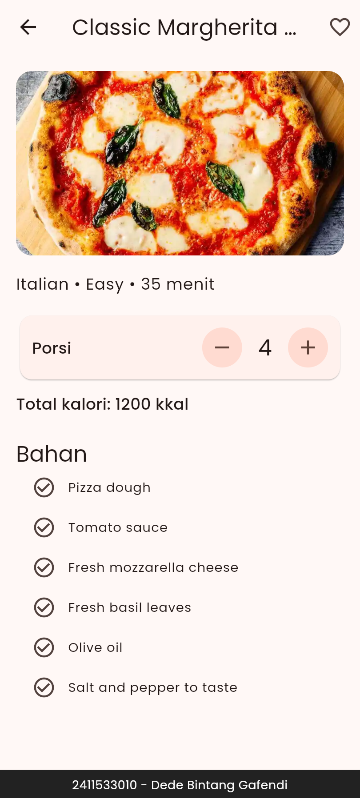 Classic Margherita ...
Italian • Easy • 35 menit
Porsi
4
Total kalori: 1200 kkal
Bahan
Pizza dough
Tomato sauce
Fresh mozzarella cheese
Fresh basil leaves
Olive oil
Salt and pepper to taste
2411533010 - Dede Bintang Gafendi